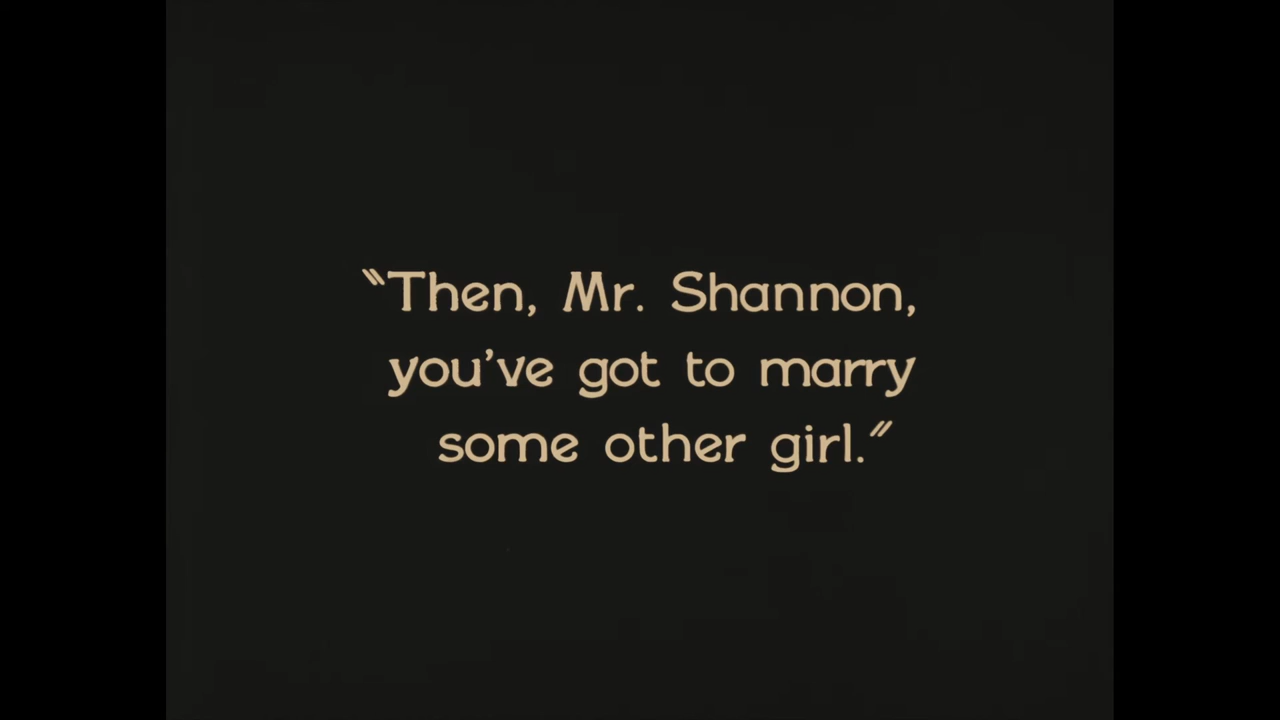 "Then, Mr. Shannon,
you've got to marry
some other girl."